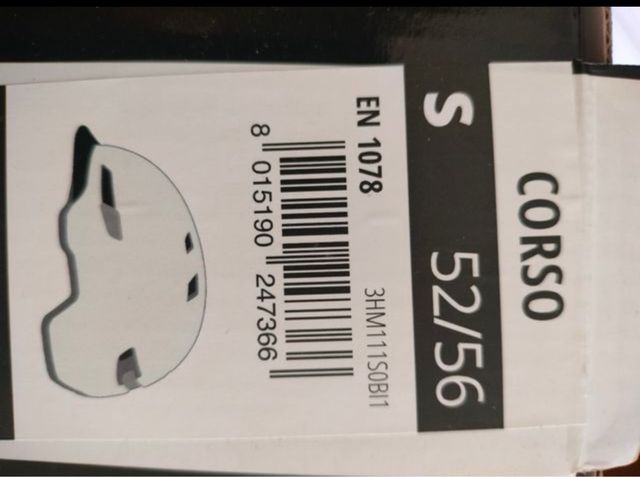 CORSO
S 52/56
3HM111S0BI1
EN 1078
8 015190 247366